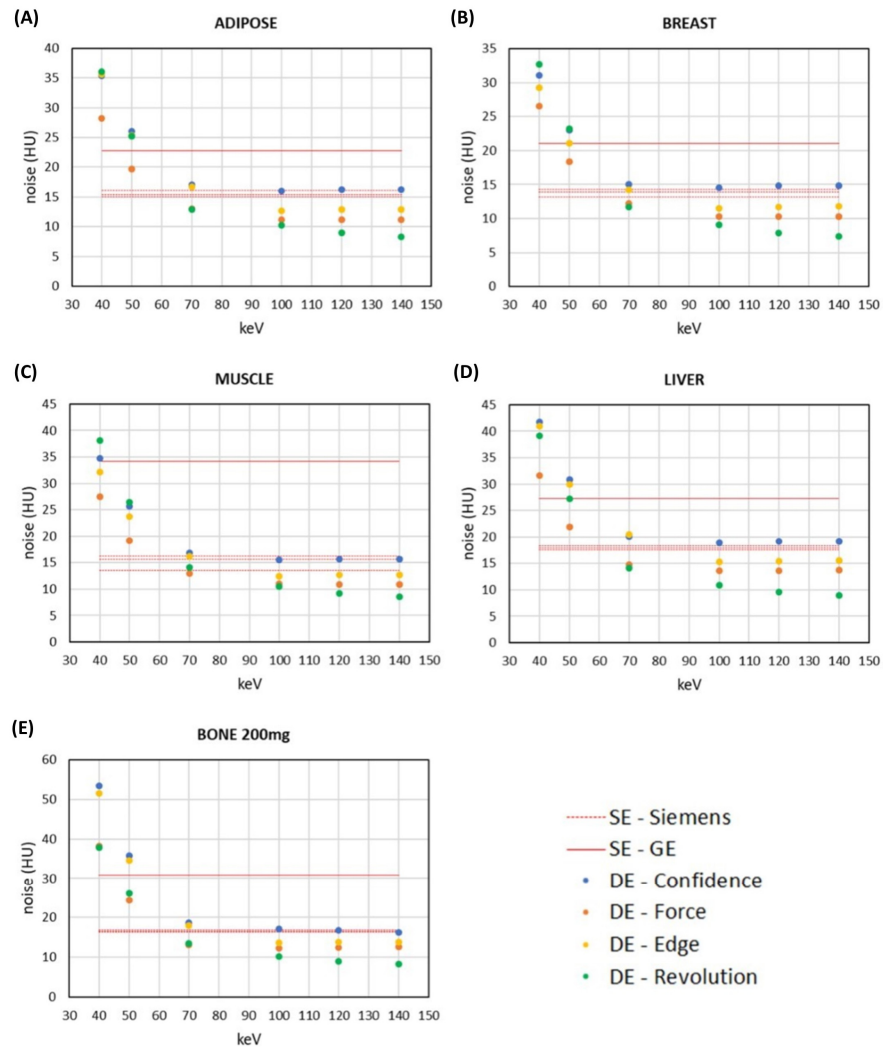 (A)
ADIPOSE
40
35
30
25
20
15
10
5
0
noise (HU)
30 40 50 60 70 80 90 100 110 120 130 140 150
keV
(B)
BREAST
35
30
25
20
15
10
5
0
noise (HU)
30 40 50 60 70 80 90 100 110 120 130 140 150
keV
(C)
MUSCLE
45
40
35
30
25
20
15
10
5
0
noise (HU)
30 40 50 60 70 80 90 100 110 120 130 140 150
keV
(D)
LIVER
45
40
35
30
25
20
15
10
5
0
noise (HU)
30 40 50 60 70 80 90 100 110 120 130 140 150
keV
(E)
BONE 200mg
60
50
40
30
20
10
0
noise (HU)
30 40 50 60 70 80 90 100 110 120 130 140 150
keV
SE - Siemens
SE - GE
DE - Confidence
DE - Force
DE - Edge
DE - Revolution